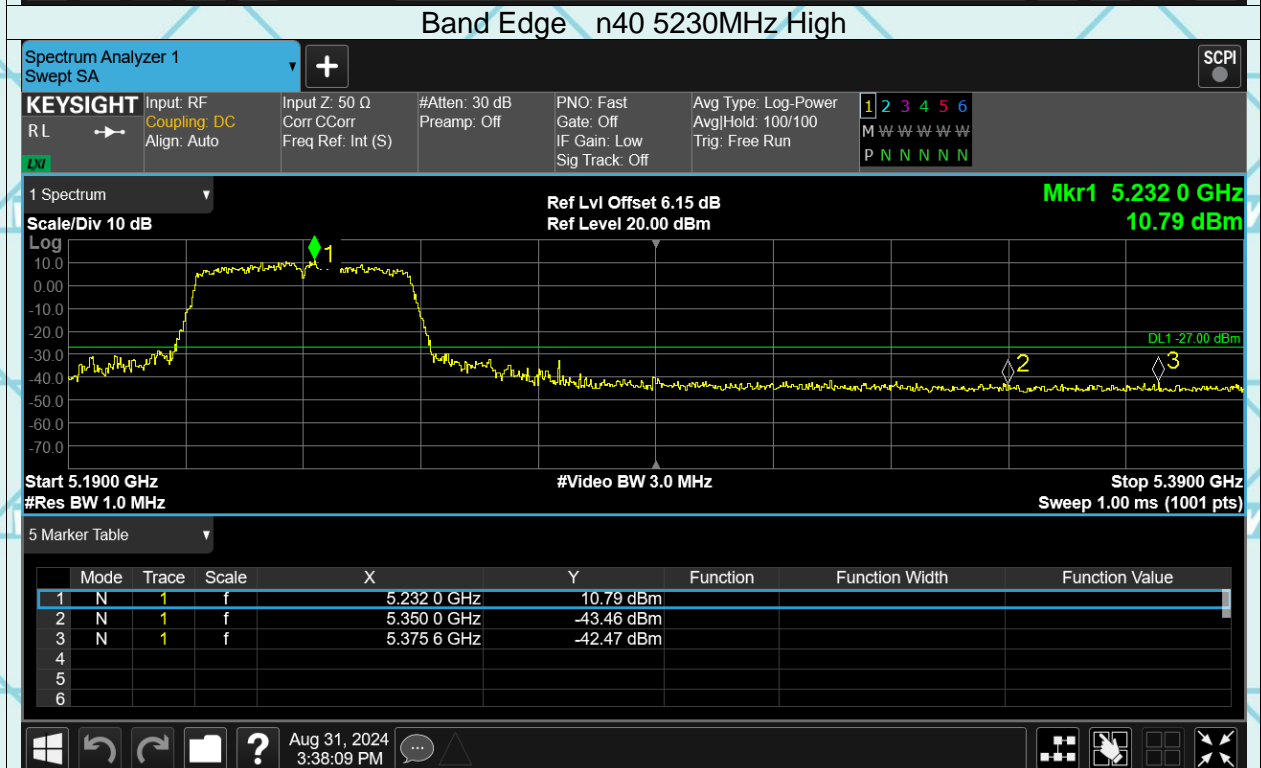 Band Edge n40 5230MHz High
Spectrum Analyzer 1
Swept SA
SCPI
KEYSIGHT Input: RF Input Z: 50 Ω #Atten: 30 dB PNO: Fast Avg Type: Log-Power 1 2 3 4 5 6
R L Coupling: DC Corr CCorr Preamp: Off Gate: Off Avg|Hold: 100/100 M W W W W W
Align: Auto Freq Ref: Int (S) IF Gain: Low Trig: Free Run
LXI Sig Track: Off P N N N N N
1 Spectrum Ref Lvl Offset 6.15 dB Mkr1 5.232 0 GHz
Scale/Div 10 dB Ref Level 20.00 dBm 10.79 dBm
Log
1
10.0
0.00
-10.0
-20.0
DL1 -27.00 dBm
-30.0
2 3
-40.0
-50.0
-60.0
-70.0
Start 5.1900 GHz #Video BW 3.0 MHz Stop 5.3900 GHz
#Res BW 1.0 MHz Sweep 1.00 ms (1001 pts)
5 Marker Table
Mode Trace Scale X Y Function Function Width Function Value
1 N 1 f 5.232 0 GHz 10.79 dBm
2 N 1 f 5.350 0 GHz -43.46 dBm
3 N 1 f 5.375 6 GHz -42.47 dBm
4
5
6
Aug 31, 2024
3:38:09 PM